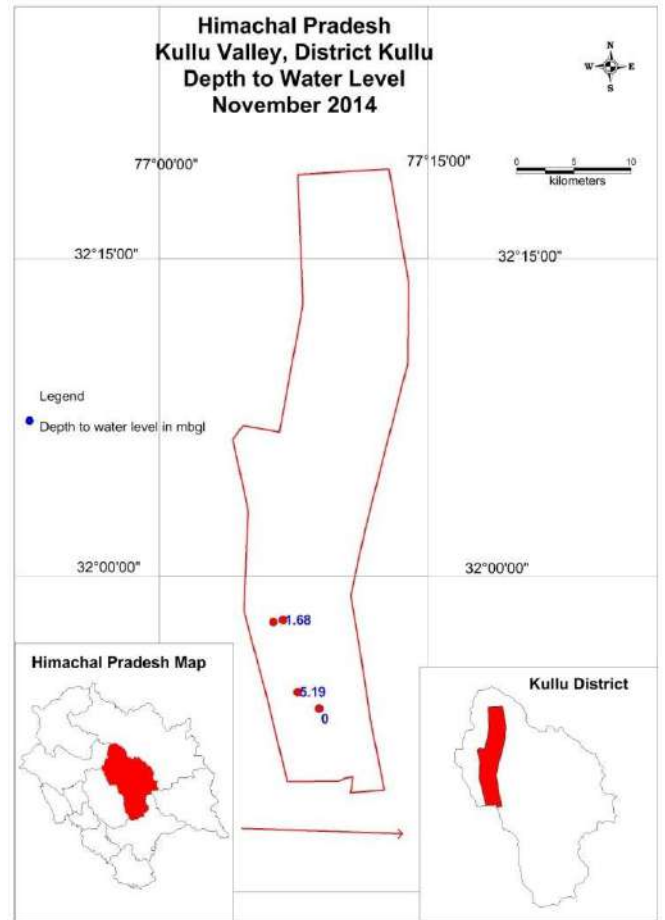 Himachal Pradesh
Kullu Valley, District Kullu
Depth to Water Level
November 2014
N
W E
S
77°00'00"
77°15'00"
0 5 10
kilometers
32°15'00"
32°15'00"
Legend
Depth to water level in mbgl
32°00'00"
32°00'00"
1.68
5.19
0
Himachal Pradesh Map
Kullu District